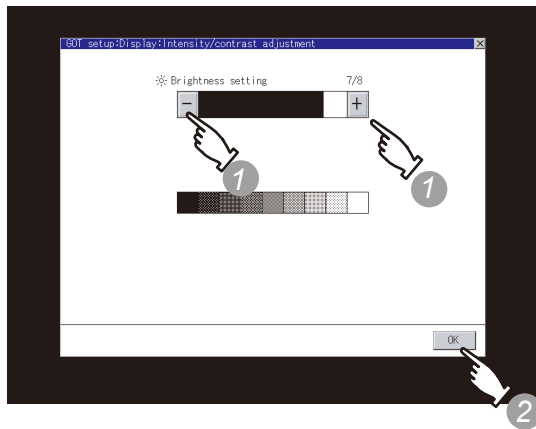 GOT setup:Display:Intensity/contrast adjustment ×
Brightness setting 7/8
− +
1 1
OK
2